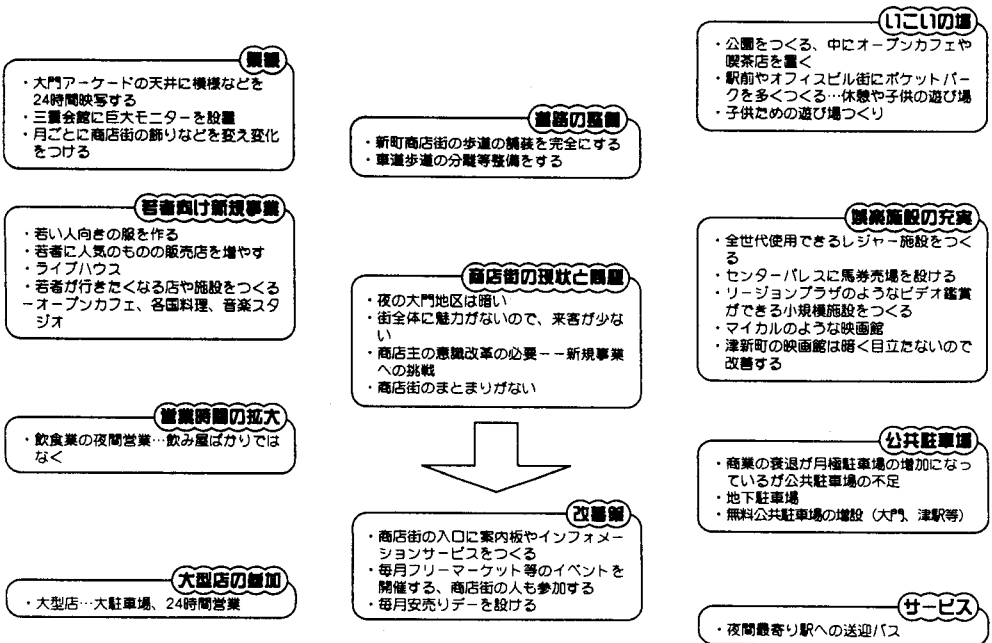 景観
・大門アーケードの天井に模様などを
24時間映写する
・三重会館に巨大モニターを設置
・月ごとに商店街の飾りなどを変え変化
をつける
若者向け新規事業
・若い人向きの服を作る
・若者に人気のものの販売店を増やす
・ライブハウス
・若者が行きたくなる店や施設をつくる
−オープンカフェ、各国料理、音楽スタ
ジオ
営業時間の拡大
・飲食業の夜間営業…飲み屋ばかりでは
なく
大型店の参加
・大型店…大駐車場、24時間営業
道路の整備
・新町商店街の歩道の舗装を完全にする
・車道歩道の分離等整備をする
商店街の現状と問題
・夜の大門地区は暗い
・街全体に魅力がないので、来客が少な
い
・商店主の意識改革の必要−−新規事業
への挑戦
・商店街のまとまりがない
改善策
・商店街の入口に案内板やインフォメー
ションサービスをつくる
・毎月フリーマーケット等のイベントを
開催する、商店街の人も参加する
・毎月安売りデーを設ける
いこいの場
・公園をつくる、中にオープンカフェや
喫茶店を置く
・駅前やオフィスビル街にポケットパー
クを多くつくる…休憩や子供の遊び場
・子供ための遊び場つくり
娯楽施設の充実
・全世代使用できるレジャー施設をつく
る
・センターパレスに馬券売場を設ける
・リージョンプラザのようなビデオ鑑賞
ができる小規模施設をつくる
・マイカルのような映画館
・津新町の映画館は暗く目立たないので
改善する
公共駐車場
・商業の衰退が月極駐車場の増加になっ
ているが公共駐車場の不足
・地下駐車場
・無料公共駐車場の増設（大門、津駅等）
サービス
・夜間最寄り駅への送迎バス